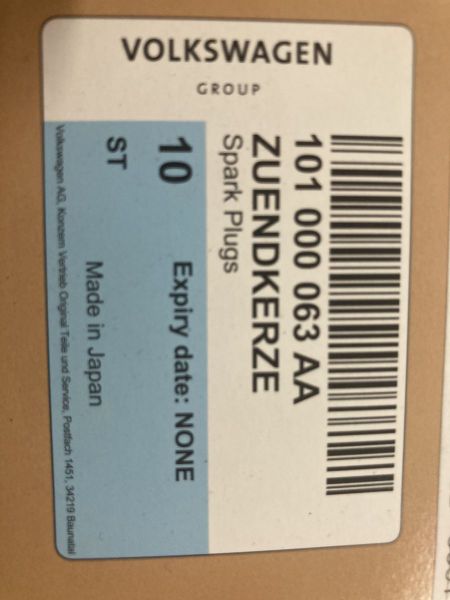 VOLKSWAGEN
GROUP
101 000 063 AA
ZUENDKERZE
Spark Plugs
10 Expiry date: NONE
ST
Made in Japan
Volkswagen AG, Konzern Vertrieb Original Teile und Service, Postfach 1451, 34219 Baunatal